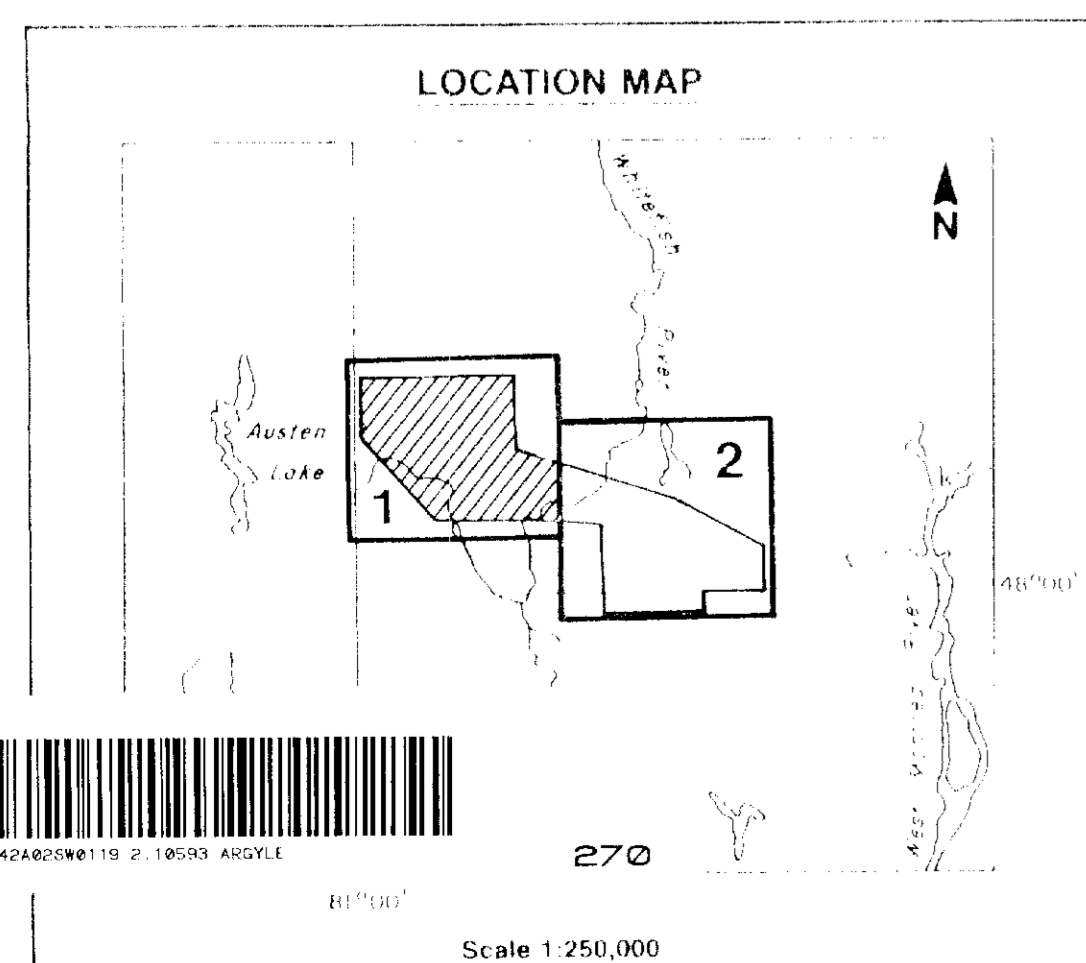 LOCATION MAP
Whitefish River
N
Austen
Lake
1
2
48°00'
42A02SW0119 2.10593 ARGYLE
270
81°00'
Scale 1:250,000